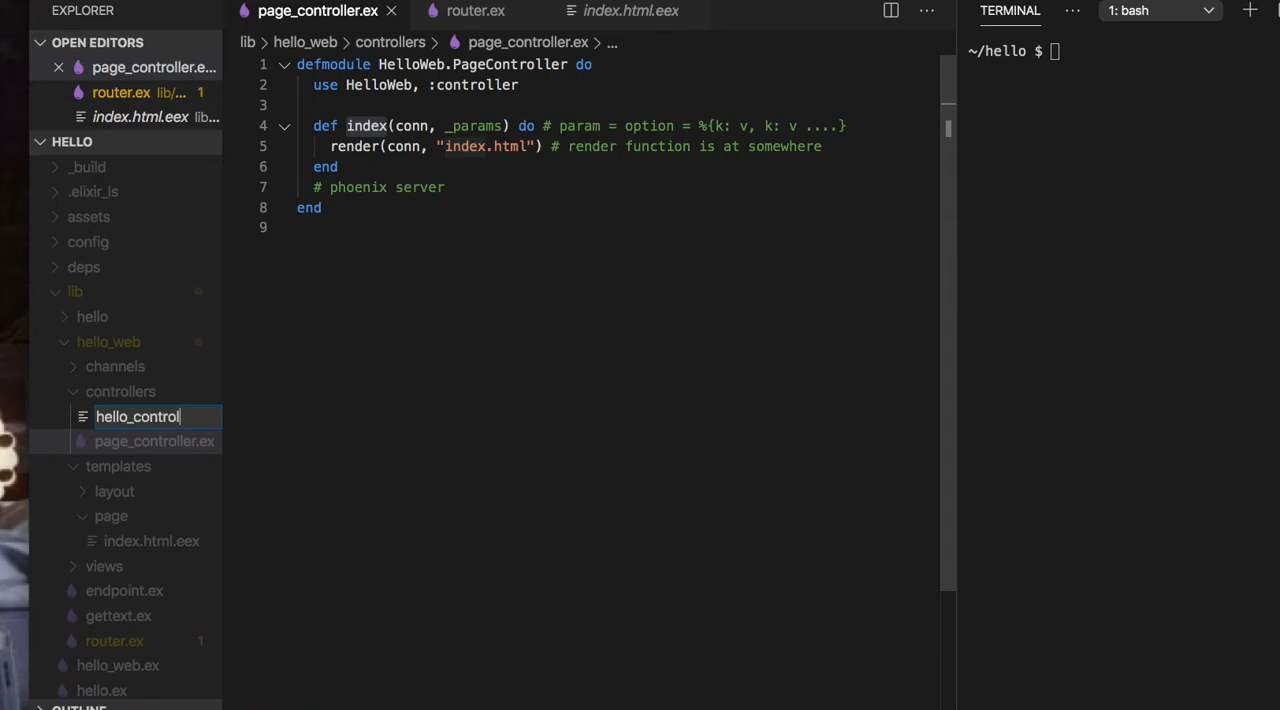 EXPLORER
OPEN EDITORS
page_controller.e...
router.ex lib/... 1
index.html.eex lib...
HELLO
_build
.elixir_ls
assets
config
deps
lib
hello
hello_web
channels
controllers
hello_control
page_controller.ex
templates
layout
page
index.html.eex
views
endpoint.ex
gettext.ex
router.ex 1
hello_web.ex
hello.ex
OUTLINE
page_controller.ex router.ex index.html.eex
lib > hello_web > controllers > page_controller.ex > ...
1 defmodule HelloWeb.PageController do
2 use HelloWeb, :controller
3
4 def index(conn, _params) do # param = option = %{k: v, k: v ....}
5 render(conn, "index.html") # render function is at somewhere
6 end
7 # phoenix server
8 end
9
TERMINAL ... 1: bash
~/hello $